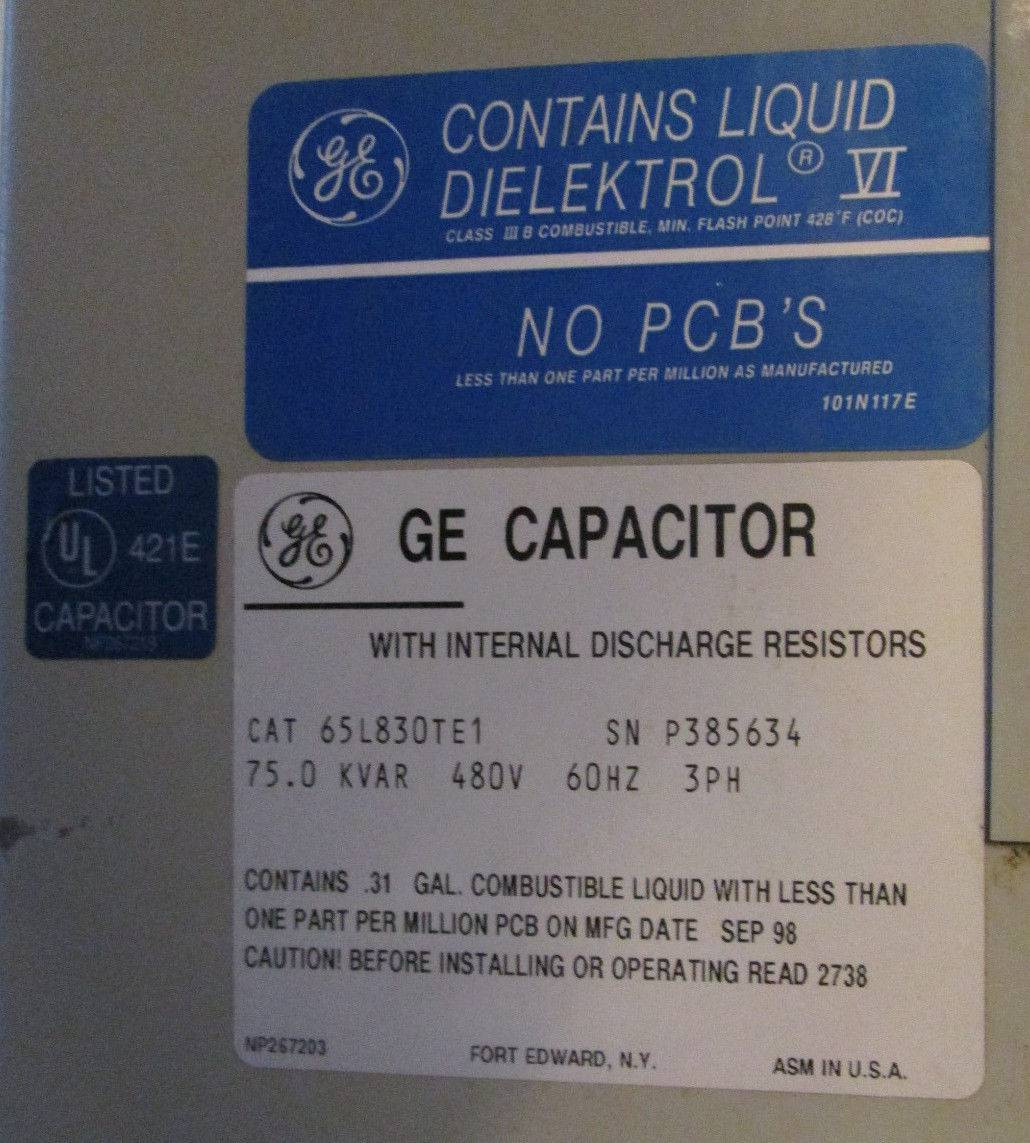 GE
CONTAINS LIQUID
DIELEKTROL® VI
CLASS III B COMBUSTIBLE, MIN. FLASH POINT 428°F (COC)
NO PCB'S
LESS THAN ONE PART PER MILLION AS MANUFACTURED
101N117E
LISTED
UL 421E
CAPACITOR
GE GE CAPACITOR
WITH INTERNAL DISCHARGE RESISTORS
CAT 65L830TE1 SN P385634
75.0 KVAR 480V 60HZ 3PH
CONTAINS .31 GAL. COMBUSTIBLE LIQUID WITH LESS THAN
ONE PART PER MILLION PCB ON MFG DATE SEP 98
CAUTION! BEFORE INSTALLING OR OPERATING READ 2738
NP267203 FORT EDWARD, N.Y. ASM IN U.S.A.